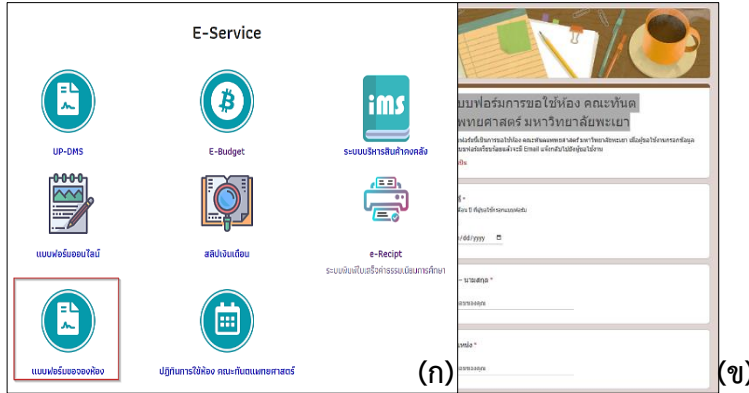 E-Service
UP-DMS
E-Budget
ims
ระบบบริหารสินค้าคงคลัง
แบบฟอร์มออนไลน์
สลิปเงินเดือน
e-Recipt
ระบบพิมพ์ใบเสร็จค่าธรรมเนียมการศึกษา
แบบฟอร์มขอจองห้อง
ปฏิทินการใช้ห้อง คณะทันตแพทยศาสตร์
(ก)
บบฟอร์มการขอใช้ห้อง คณะทันต
พทยศาสตร์ มหาวิทยาลัยพะเยา
/dd/yyyy
- นามสกุล *
(ข)